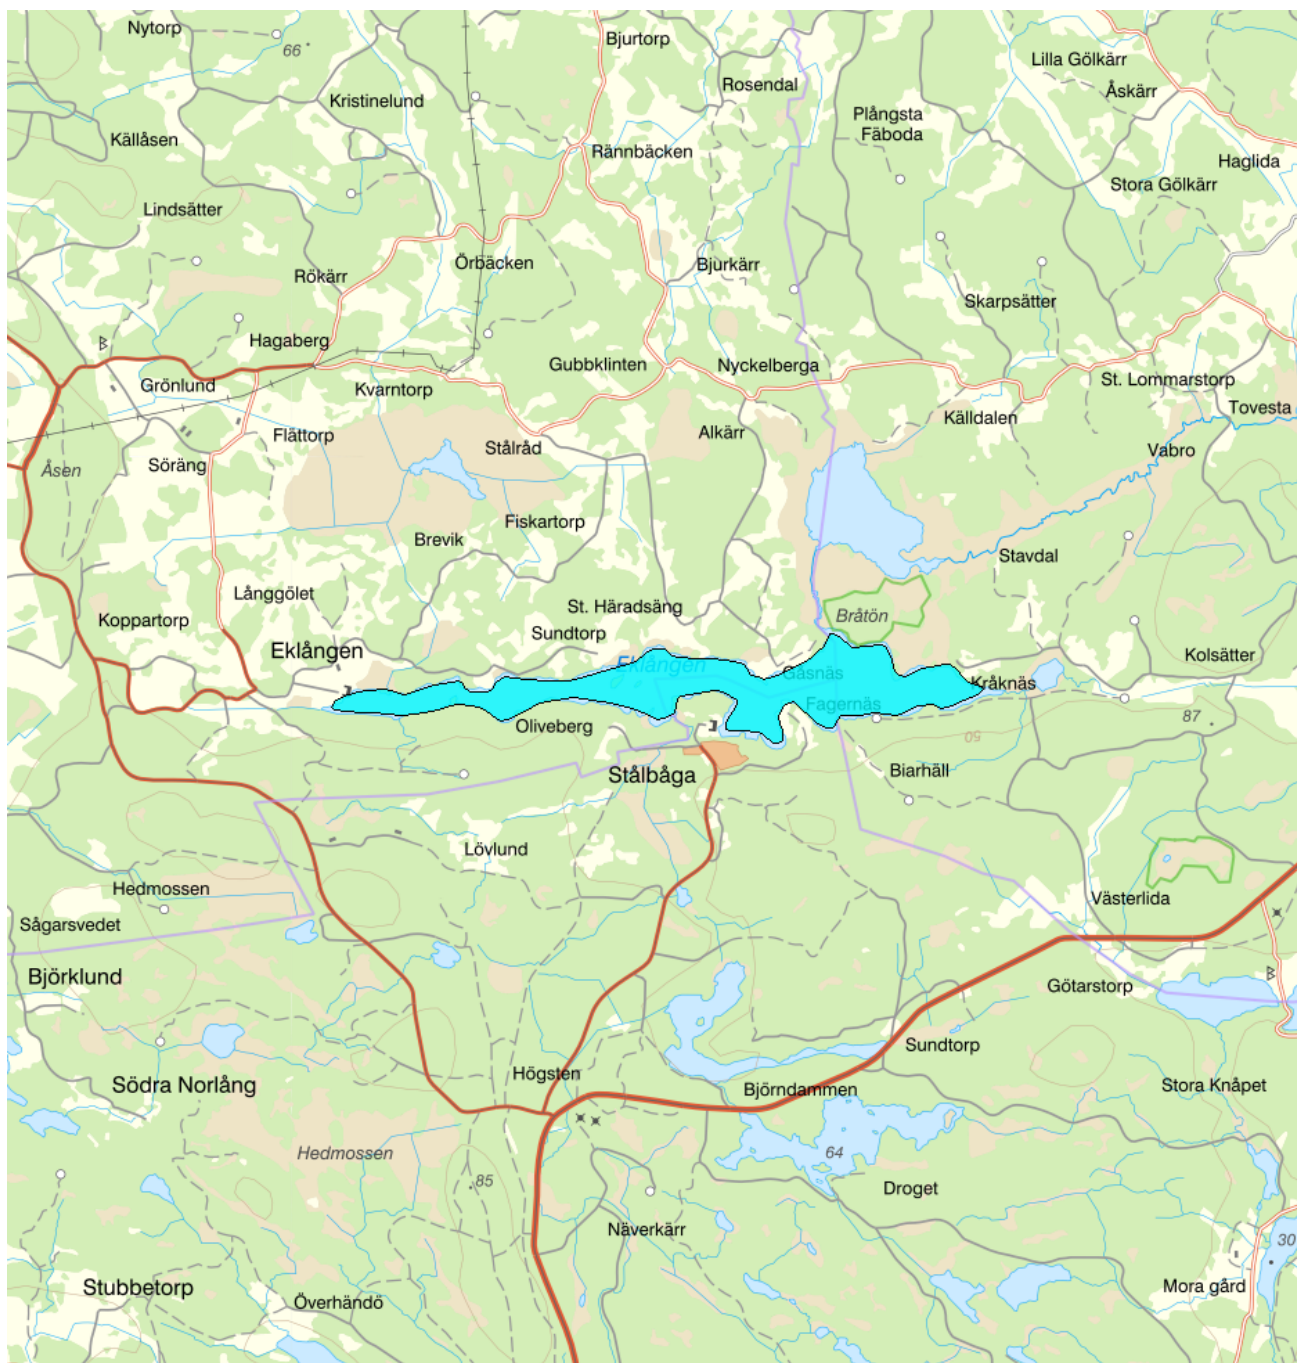 Nytorp
66
Bjurtorp
Lilla Gölkärr
Rosendal
Åskärr
Kristinelund
Plångsta
Fäboda
Källåsen
Rännbäcken
Haglida
Stora Gölkärr
Lindsätter
Örbäcken
Bjurkärr
Rökärr
Skarpsätter
Hagaberg
Gubbklinten
Nyckelberga
Grönlund
Kvarntorp
St. Lommarstorp
Tovesta
Källdalen
Flättorp
Alkärr
Stålråd
Vabro
Åsen
Söräng
Fiskartorp
Brevik
Stavdal
Långgölet
St. Häradsäng
Bråtön
Koppartorp
Sundtorp
Eklången
Kolsätter
Eklången
Gåsnäs
Kråknäs
Fagernäs
87
Oliveberg
50
Stålbåga
Biarhäll
Lövlund
Hedmossen
Västerlida
Sågarsvedet
Björklund
Götarstorp
Sundtorp
Högsten
Södra Norlång
Björndammen
Stora Knåpet
Hedmossen
64
85
Droget
Näverkärr
30
Stubbetorp
Mora gård
Överhändö